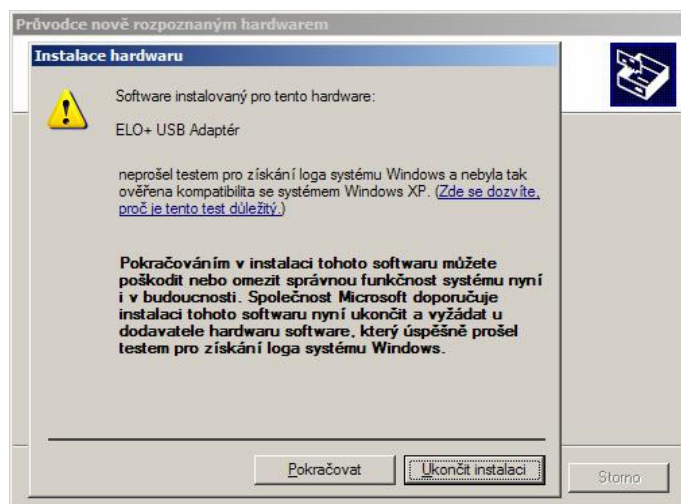 Průvodce nově rozpoznaným hardwarem
Instalace hardwaru
Software instalovaný pro tento hardware:
ELO+ USB Adaptér
neprošel testem pro získání loga systému Windows a nebyla tak
ověřena kompatibilita se systémem Windows XP. (Zde se dozvíte,
proč je tento test důležitý.)
Pokračováním v instalaci tohoto softwaru můžete
poškodit nebo omezit správnou funkčnost systému nyní
i v budoucnosti. Společnost Microsoft doporučuje
instalaci tohoto softwaru nyní ukončit a vyžádat u
dodavatele hardwaru software, který úspěšně prošel
testem pro získání loga systému Windows.
Pokračovat
Ukončit instalaci
Storno